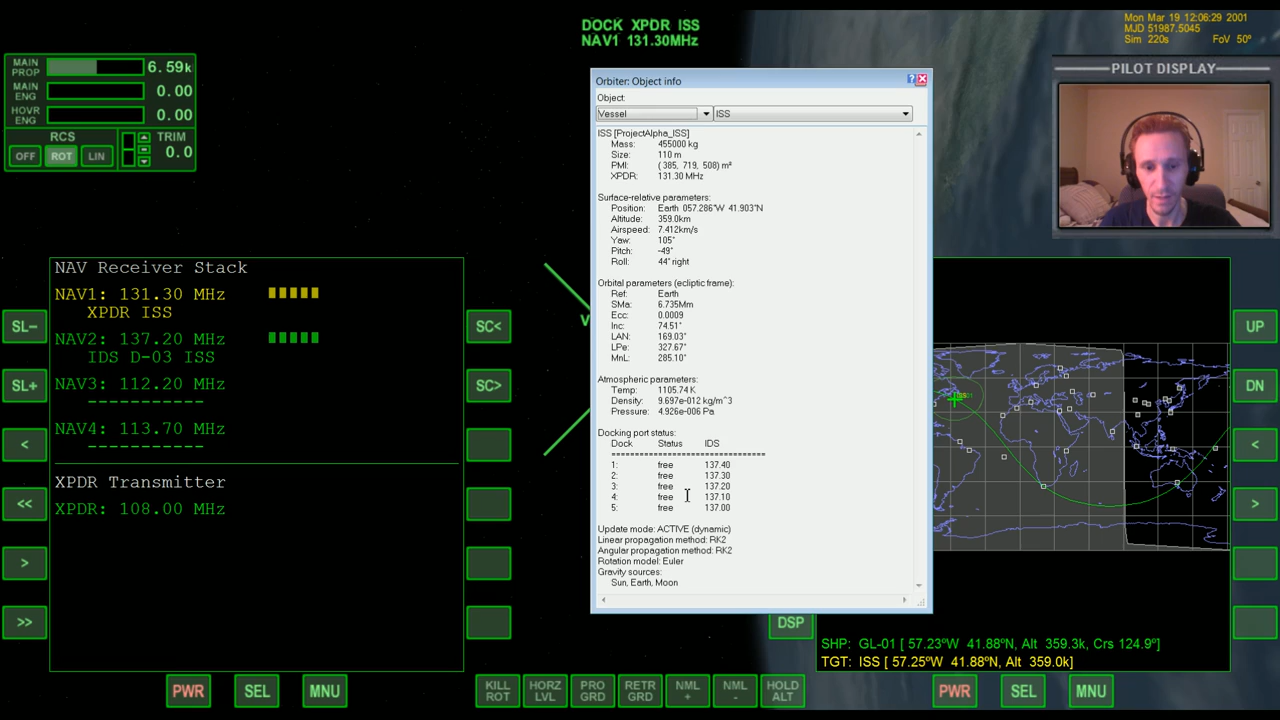 DOCK XPDR ISS
NAV1 131.30MHz
Mon Mar 19 12:06:29 2001
MJD 51987.5045
Sim 220s FoV 50°
MAIN PROP 6.59k
MAIN ENG 0.00
HOVR ENG 0.00
RCS TRIM
OFF ROT LIN 0.0
PILOT DISPLAY
Orbiter: Object info
Object:
Vessel ISS
ISS [ProjectAlpha_ISS]
Mass: 455000 kg
Size: 110 m
PMI: ( 385, 719, 508) m²
XPDR: 131.30 MHz
Surface-relative parameters:
Position: Earth 057.286°W 41.903°N
Altitude: 359.0km
Airspeed: 7.412km/s
Yaw: 105°
Pitch: -49°
Roll: 44° right
Orbital parameters (ecliptic frame):
Ref: Earth
SMa: 6.735Mm
Ecc: 0.0009
Inc: 74.51°
LAN: 169.03°
LPe: 327.67°
MnL: 285.10°
Atmospheric parameters:
Temp: 1105.74 K
Density: 9.697e-012 kg/m^3
Pressure: 4.926e-006 Pa
Docking port status:
Dock Status IDS
==================================
1: free 137.40
2: free 137.30
3: free 137.20
4: free 137.10
5: free 137.00
Update mode: ACTIVE (dynamic)
Linear propagation method: RK2
Angular propagation method: RK2
Rotation model: Euler
Gravity sources:
Sun, Earth, Moon
NAV Receiver Stack
NAV1: 131.30 MHz
XPDR ISS
NAV2: 137.20 MHz
IDS D-03 ISS
NAV3: 112.20 MHz
-----------
NAV4: 113.70 MHz
-----------
XPDR Transmitter
XPDR: 108.00 MHz
SL-
SL+
<
<<
>
>>
SC<
SC>
V
UP
DN
<
>
DSP
SHP: GL-01 [ 57.23ºW 41.88ºN, Alt 359.3k, Crs 124.9º]
TGT: ISS [ 57.25ºW 41.88ºN, Alt 359.0k]
PWR SEL MNU
KILL ROT
HORZ LVL
PRO GRD
RETR GRD
NML +
NML -
HOLD ALT
PWR SEL MNU